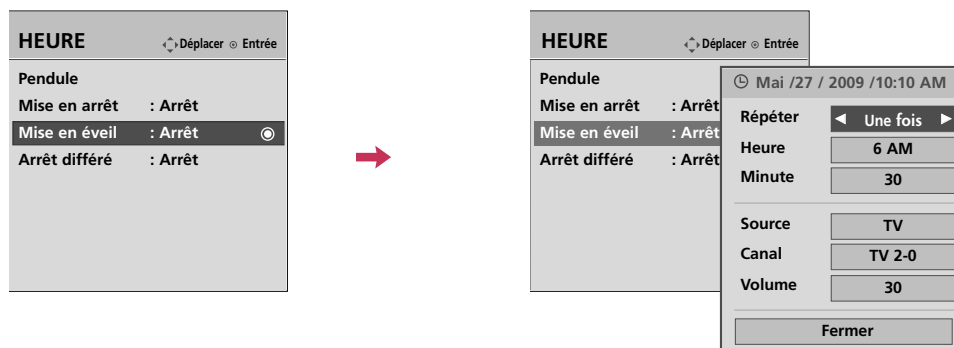 HEURE Déplacer Entrée
Pendule
Mise en arrêt : Arrêt
Mise en éveil : Arrêt
Arrêt différé : Arrêt
HEURE Déplacer Entrée
Pendule
Mise en arrêt : Arrêt
Mise en éveil : Arrêt
Arrêt différé : Arrêt
Mai /27 / 2009 /10:10 AM
Répéter Une fois
Heure 6 AM
Minute 30
Source TV
Canal TV 2-0
Volume 30
Fermer